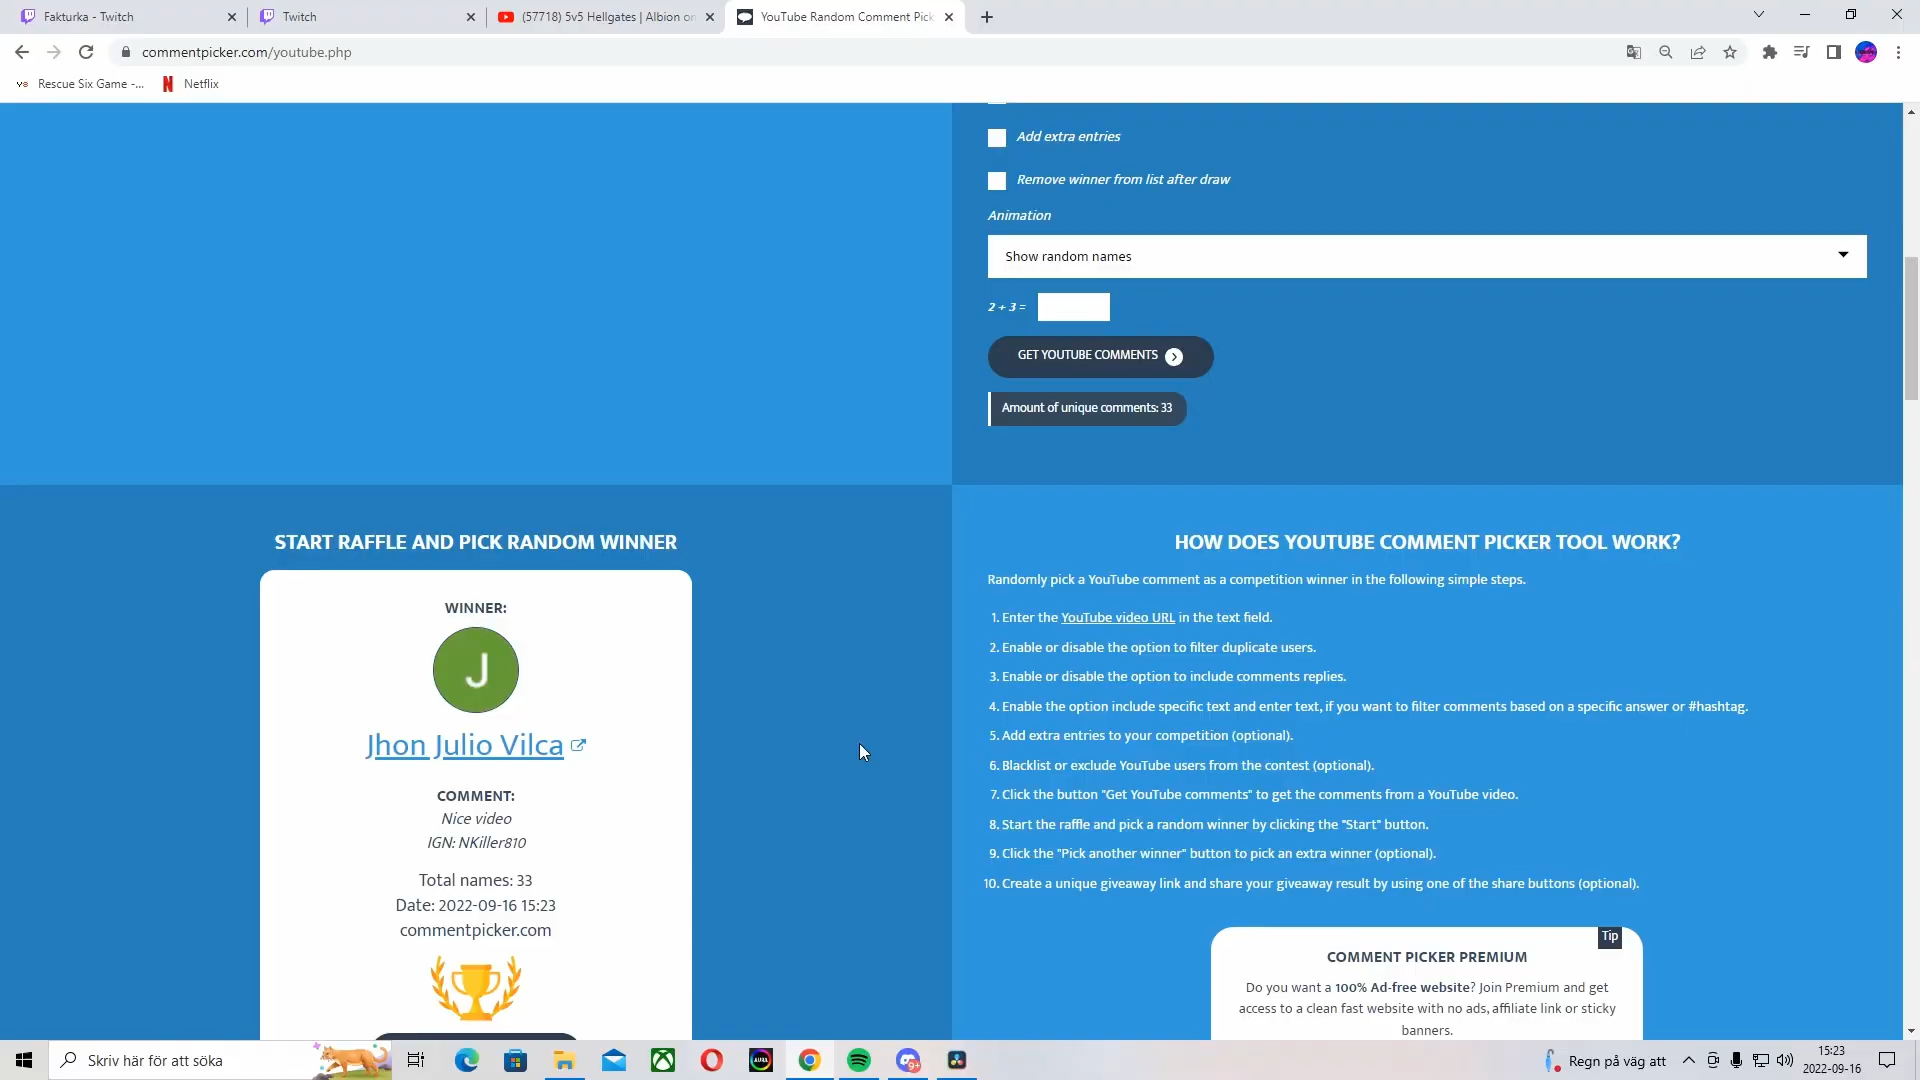 Fakturka - Twitch
Twitch
(57718) 5v5 Hellgates | Albion on
YouTube Random Comment Pick
commentpicker.com/youtube.php
Rescue Six Game -...
Netflix
Add extra entries
Remove winner from list after draw
Animation
Show random names
2 + 3 =
GET YOUTUBE COMMENTS
Amount of unique comments: 33
START RAFFLE AND PICK RANDOM WINNER
WINNER:
J
Jhon Julio Vilca
COMMENT:
Nice video
IGN: NKiller810
Total names: 33
Date: 2022-09-16 15:23
commentpicker.com
HOW DOES YOUTUBE COMMENT PICKER TOOL WORK?
Randomly pick a YouTube comment as a competition winner in the following simple steps.
1. Enter the YouTube video URL in the text field.
2. Enable or disable the option to filter duplicate users.
3. Enable or disable the option to include comments replies.
4. Enable the option include specific text and enter text, if you want to filter comments based on a specific answer or #hashtag.
5. Add extra entries to your competition (optional).
6. Blacklist or exclude YouTube users from the contest (optional).
7. Click the button "Get YouTube comments" to get the comments from a YouTube video.
8. Start the raffle and pick a random winner by clicking the "Start" button.
9. Click the "Pick another winner" button to pick an extra winner (optional).
10. Create a unique giveaway link and share your giveaway result by using one of the share buttons (optional).
Tip
COMMENT PICKER PREMIUM
Do you want a 100% Ad-free website? Join Premium and get
access to a clean fast website with no ads, affiliate link or sticky
banners.
Skriv här för att söka
AURA
9+
Regn på väg att
15:23
2022-09-16